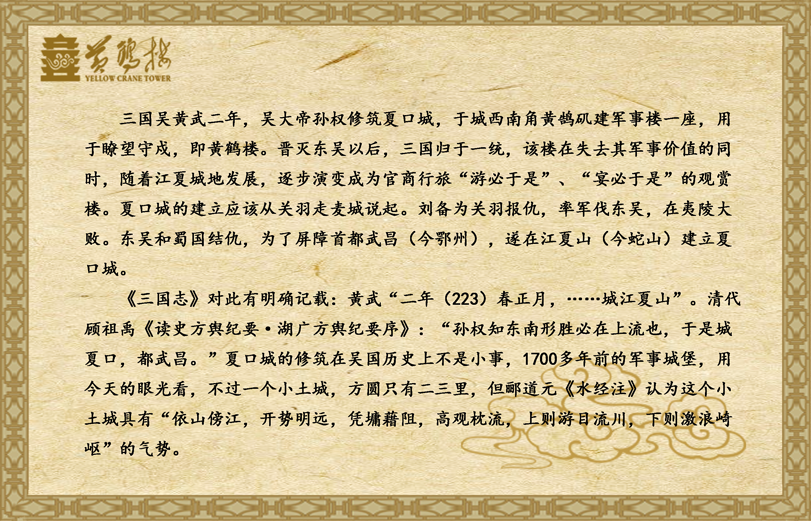 黄鹤楼
YELLOW CRANE TOWER
三国吴黄武二年，吴大帝孙权修筑夏口城，于城西南角黄鹄矶建军事楼一座，用
于瞭望守戍，即黄鹤楼。晋灭东吴以后，三国归于一统，该楼在失去其军事价值的同
时，随着江夏城地发展，逐步演变成为官商行旅“游必于是”、“宴必于是”的观赏
楼。夏口城的建立应该从关羽走麦城说起。刘备为关羽报仇，率军伐东吴，在夷陵大
败。东吴和蜀国结仇，为了屏障首都武昌（今鄂州），遂在江夏山（今蛇山）建立夏
口城。
《三国志》对此有明确记载：黄武“二年（223）春正月，……城江夏山”。清代
顾祖禹《读史方舆纪要·湖广方舆纪要序》：“孙权知东南形胜必在上流也，于是城
夏口，都武昌。”夏口城的修筑在吴国历史上不是小事，1700多年前的军事城堡，用
今天的眼光看，不过一个小土城，方圆只有二三里，但郦道元《水经注》认为这个小
土城具有“依山傍江，开势明远，凭墉藉阻，高观枕流，上则游目流川，下则激浪崎
岖”的气势。